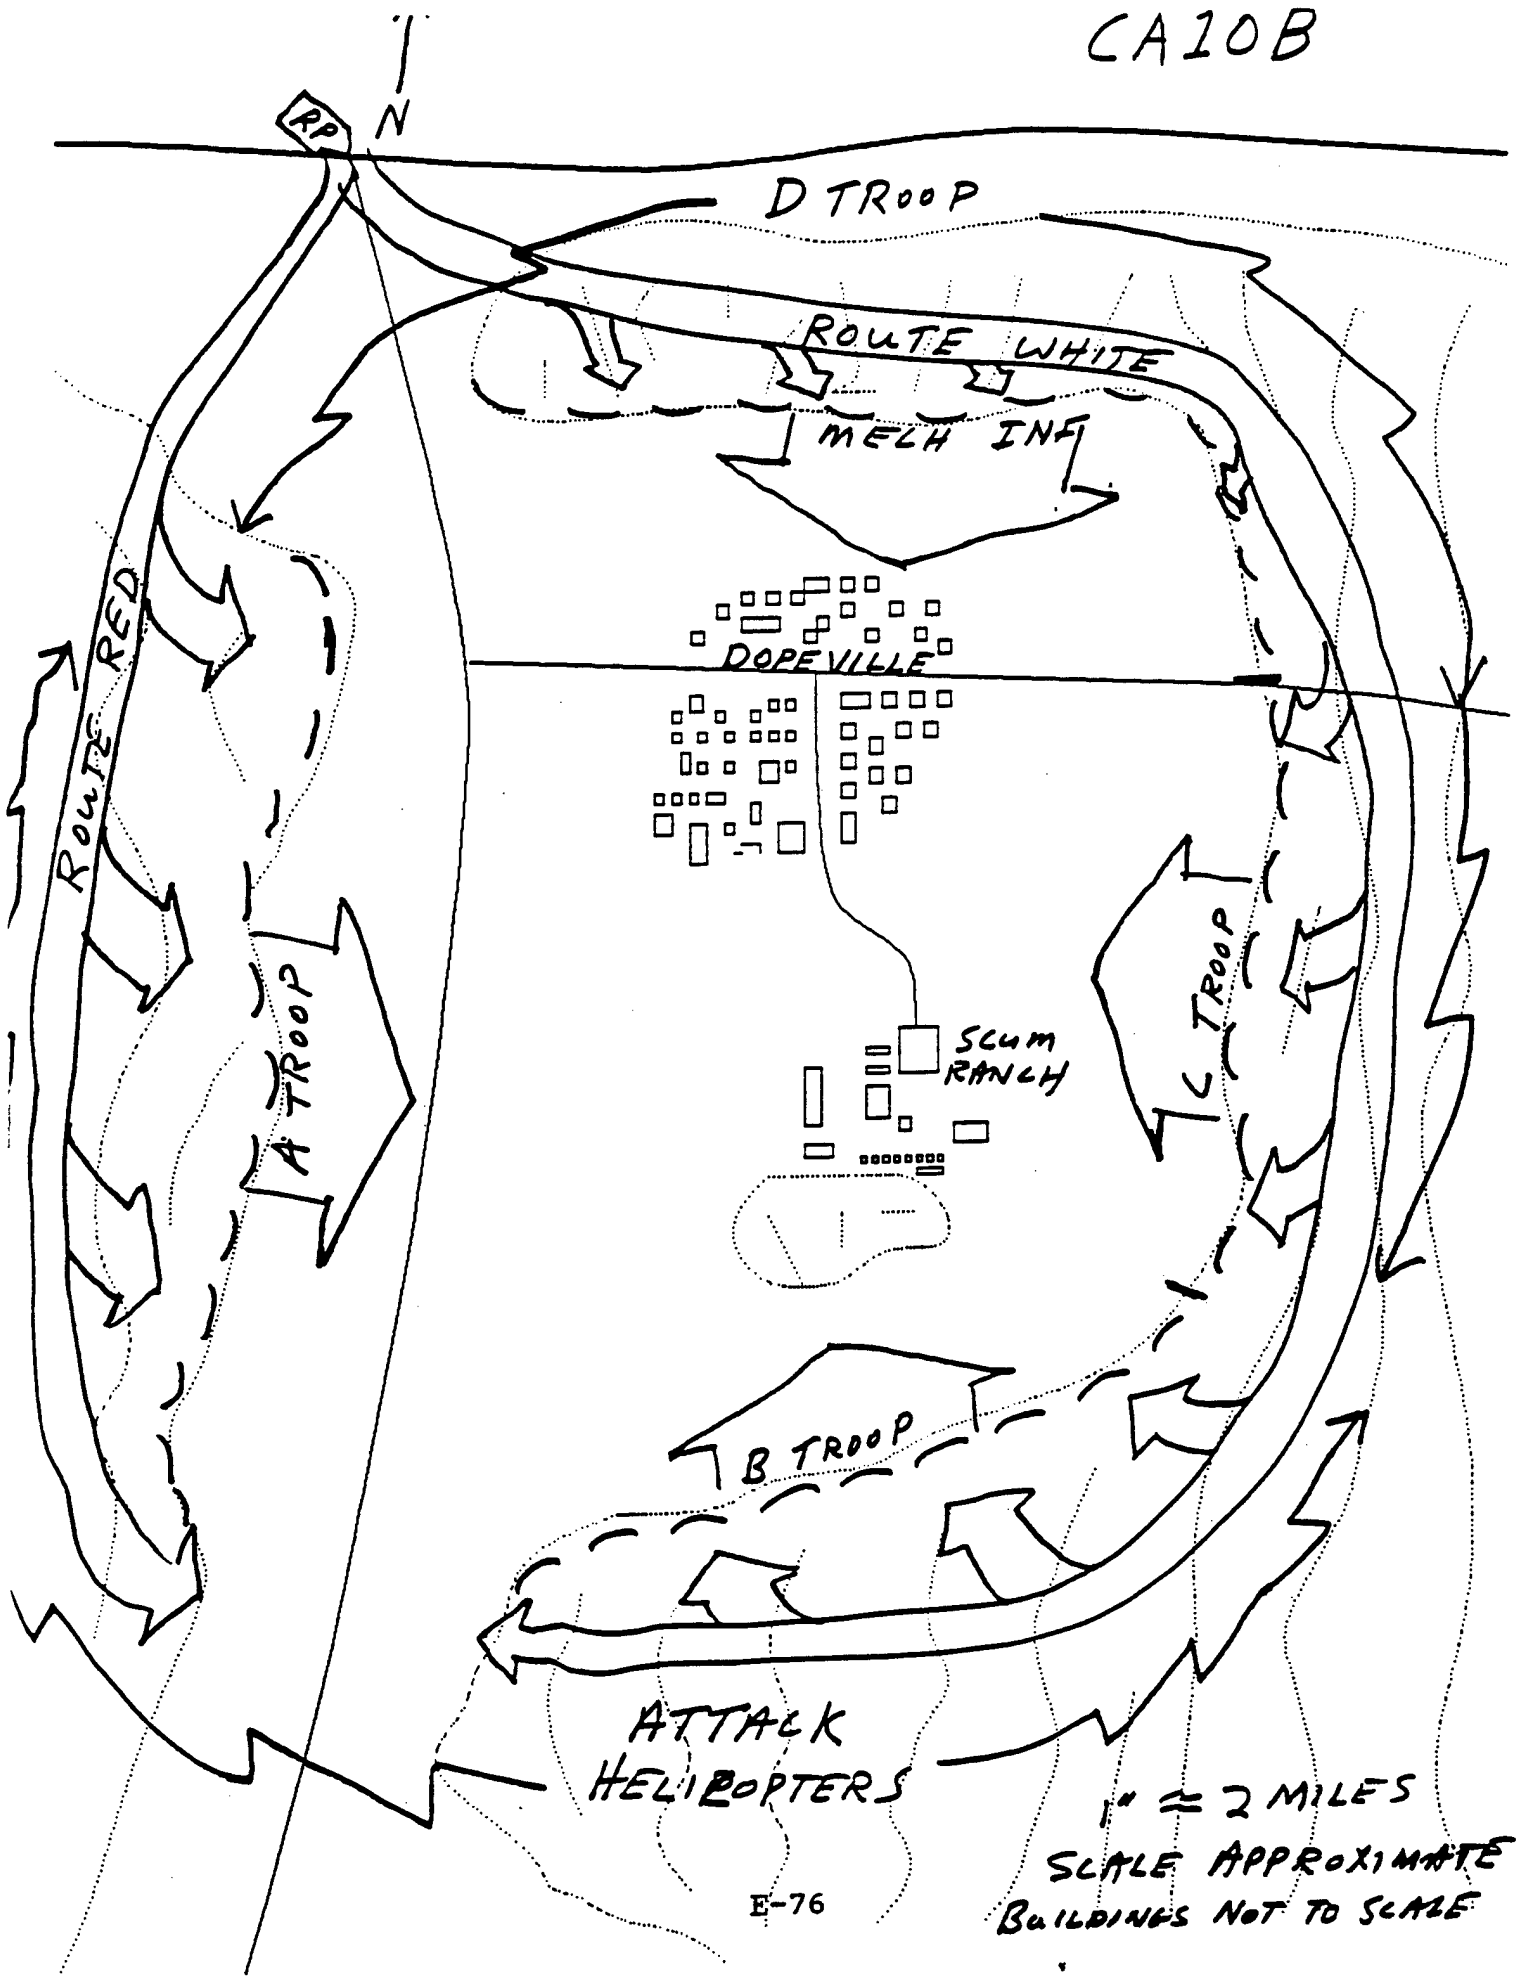 CA10B
N
RP
D TROOP
ROUTE WHITE
MECH INF
ROUTE RED
DOPEVILLE
A TROOP
C TROOP
SCUM
RANCH
B TROOP
ATTACK
HELICOPTERS
1" ≈ 2 MILES
SCALE APPROXIMATE
BUILDINGS NOT TO SCALE
E-76